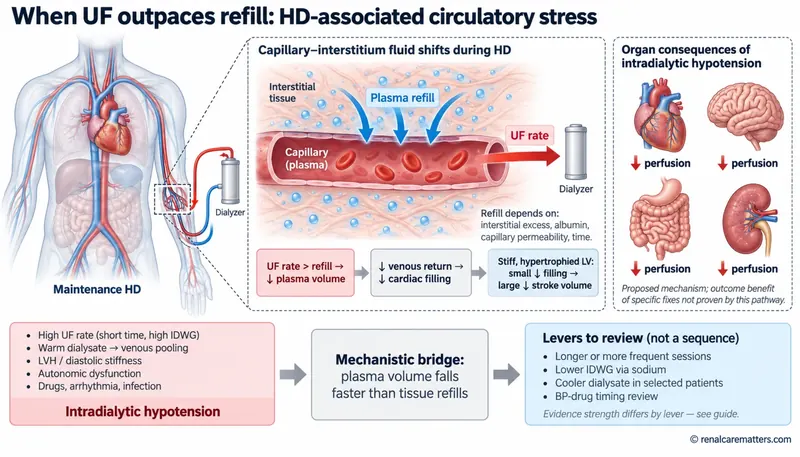 When UF outpaces refill: HD-associated circulatory stress
Dialyzer
Maintenance HD
Capillary–interstitium fluid shifts during HD
Interstitial
tissue
Plasma refill
Capillary
(plasma)
UF rate
Dialyzer
Refill depends on:
interstitial excess, albumin,
capillary permeability, time.
UF rate > refill →
↓ plasma volume
↓ venous return →
↓ cardiac filling
Stiff, hypertrophied LV:
small ↓ filling →
large ↓ stroke volume
Organ consequences of
intradialytic hypotension
↓ perfusion
↓ perfusion
↓ perfusion
↓ perfusion
Proposed mechanism; outcome benefit
of specific fixes not proven by this pathway.
• High UF rate (short time, high IDWG)
• Warm dialysate → venous pooling
• LVH / diastolic stiffness
• Autonomic dysfunction
• Drugs, arrhythmia, infection
Intradialytic hypotension
Mechanistic bridge:
plasma volume falls
faster than tissue refills
Levers to review (not a sequence)
• Longer or more frequent sessions
• Lower IDWG via sodium
• Cooler dialysate in selected patients
• BP-drug timing review
Evidence strength differs by lever — see guide.
© renalcarematters.com